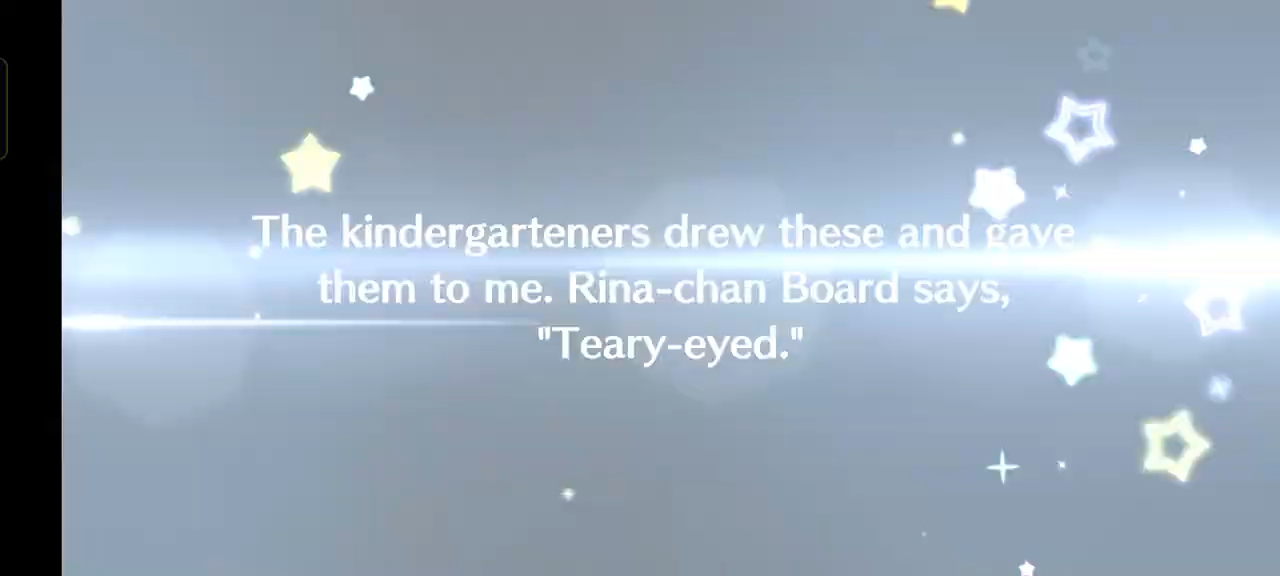 The kindergarteners drew these and gave
them to me. Rina-chan Board says,
"Teary-eyed."